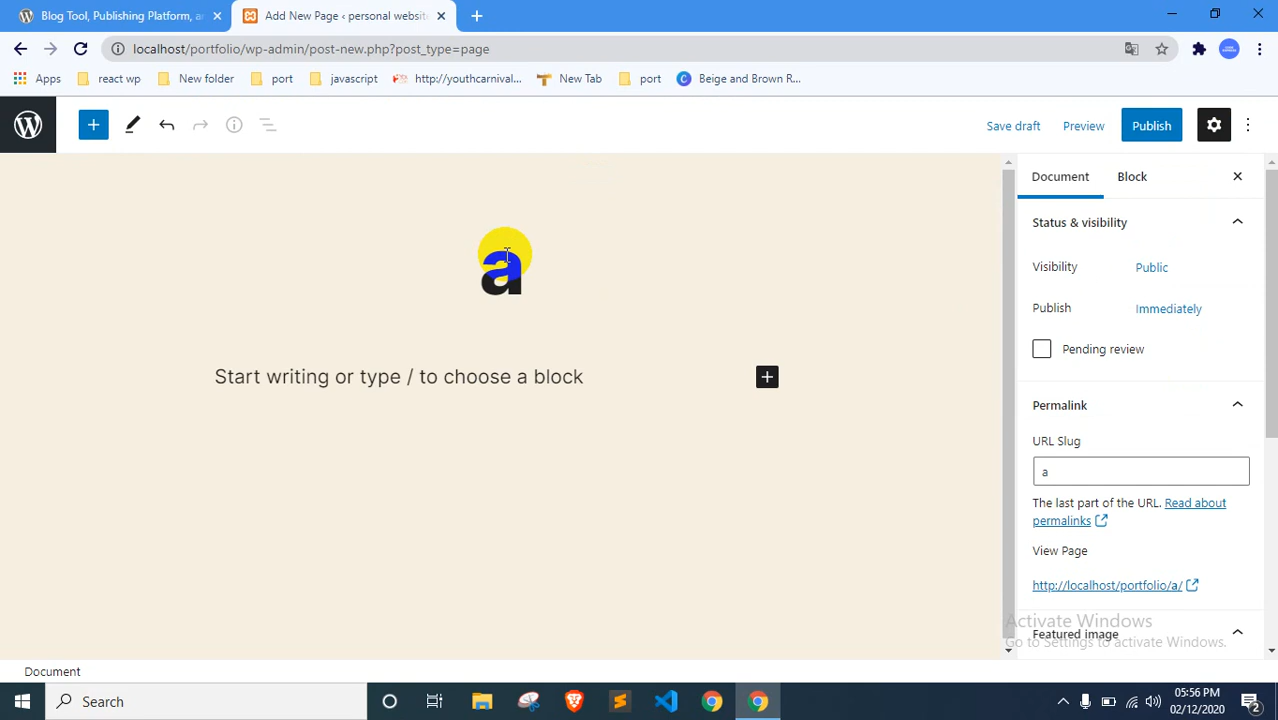 Blog Tool, Publishing Platform, a
Add New Page ‹ personal website
localhost/portfolio/wp-admin/post-new.php?post_type=page
Apps
react wp
New folder
port
javascript
http://youthcarnival...
New Tab
port
Beige and Brown R...
Save draft
Preview
Publish
Document
Block
Status & visibility
a
Visibility
Public
Publish
Immediately
Pending review
Start writing or type / to choose a block
Permalink
URL Slug
a
The last part of the URL. Read about
permalinks
View Page
http://localhost/portfolio/a/
Activate Windows
Featured image
Go to Settings to activate Windows.
Document
Search
05:56 PM
02/12/2020
2